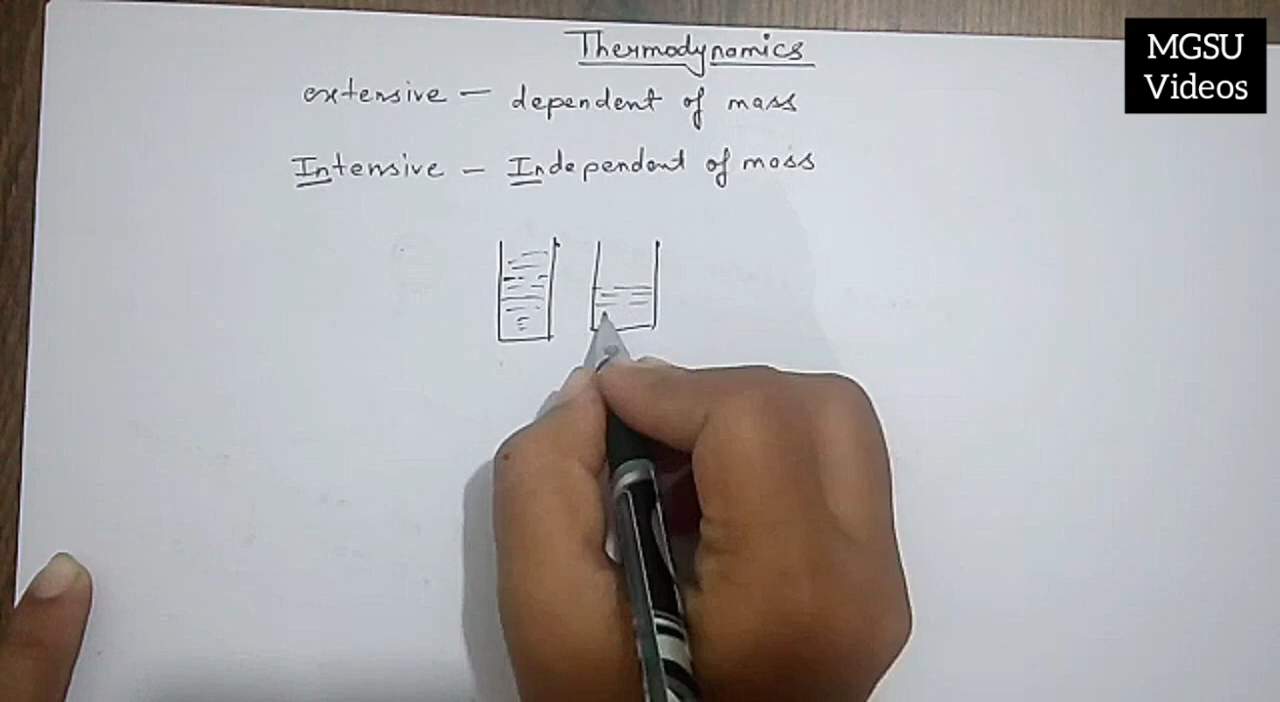 Thermodynamics
MGSU
Videos
extensive - dependent of mass
Intensive - Independent of mass